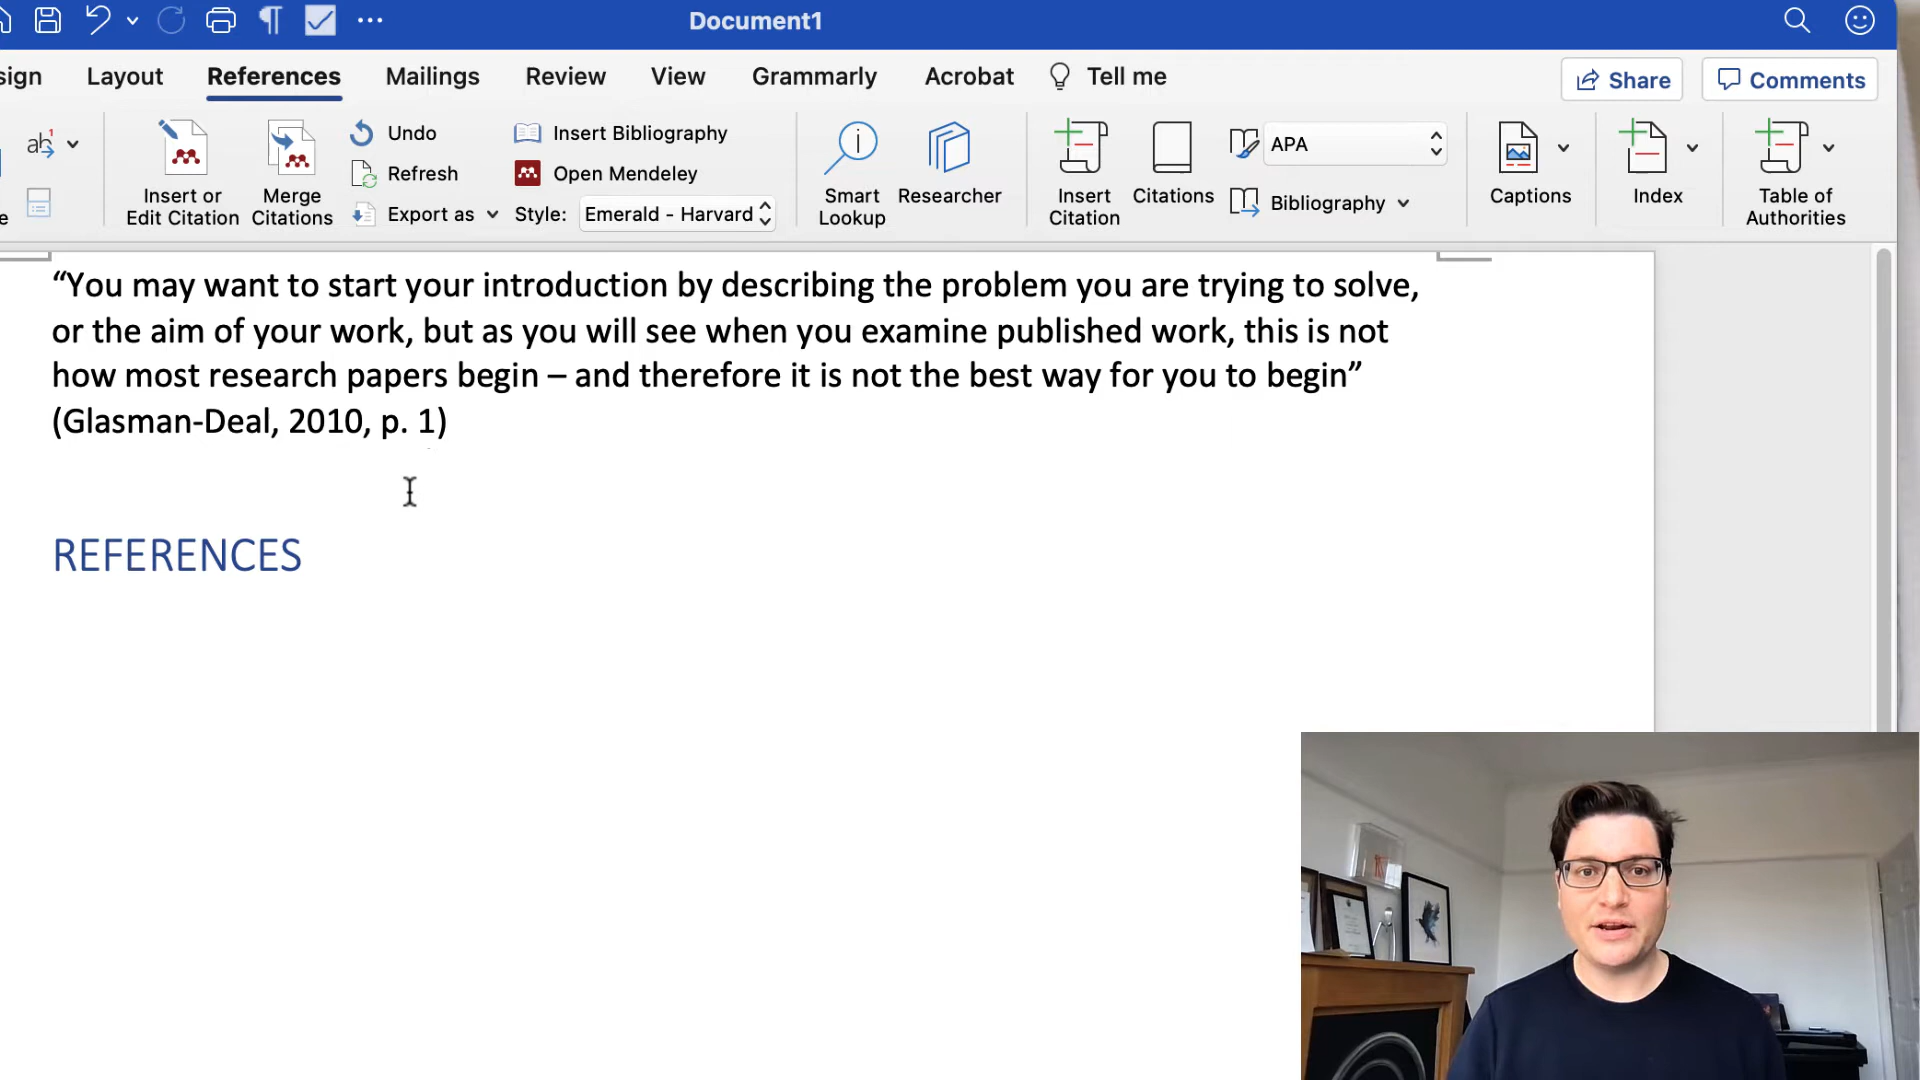 Document1
sign Layout References Mailings Review View Grammarly Acrobat Tell me Share Comments
ab 1
Insert or Edit Citation
Merge Citations
Undo
Refresh
Export as
Insert Bibliography
Open Mendeley
Style: Emerald - Harvard
Smart Lookup
Researcher
Insert Citation
Citations
APA
Bibliography
Captions
Index
Table of Authorities
“You may want to start your introduction by describing the problem you are trying to solve,
or the aim of your work, but as you will see when you examine published work, this is not
how most research papers begin – and therefore it is not the best way for you to begin”
(Glasman-Deal, 2010, p. 1)
REFERENCES